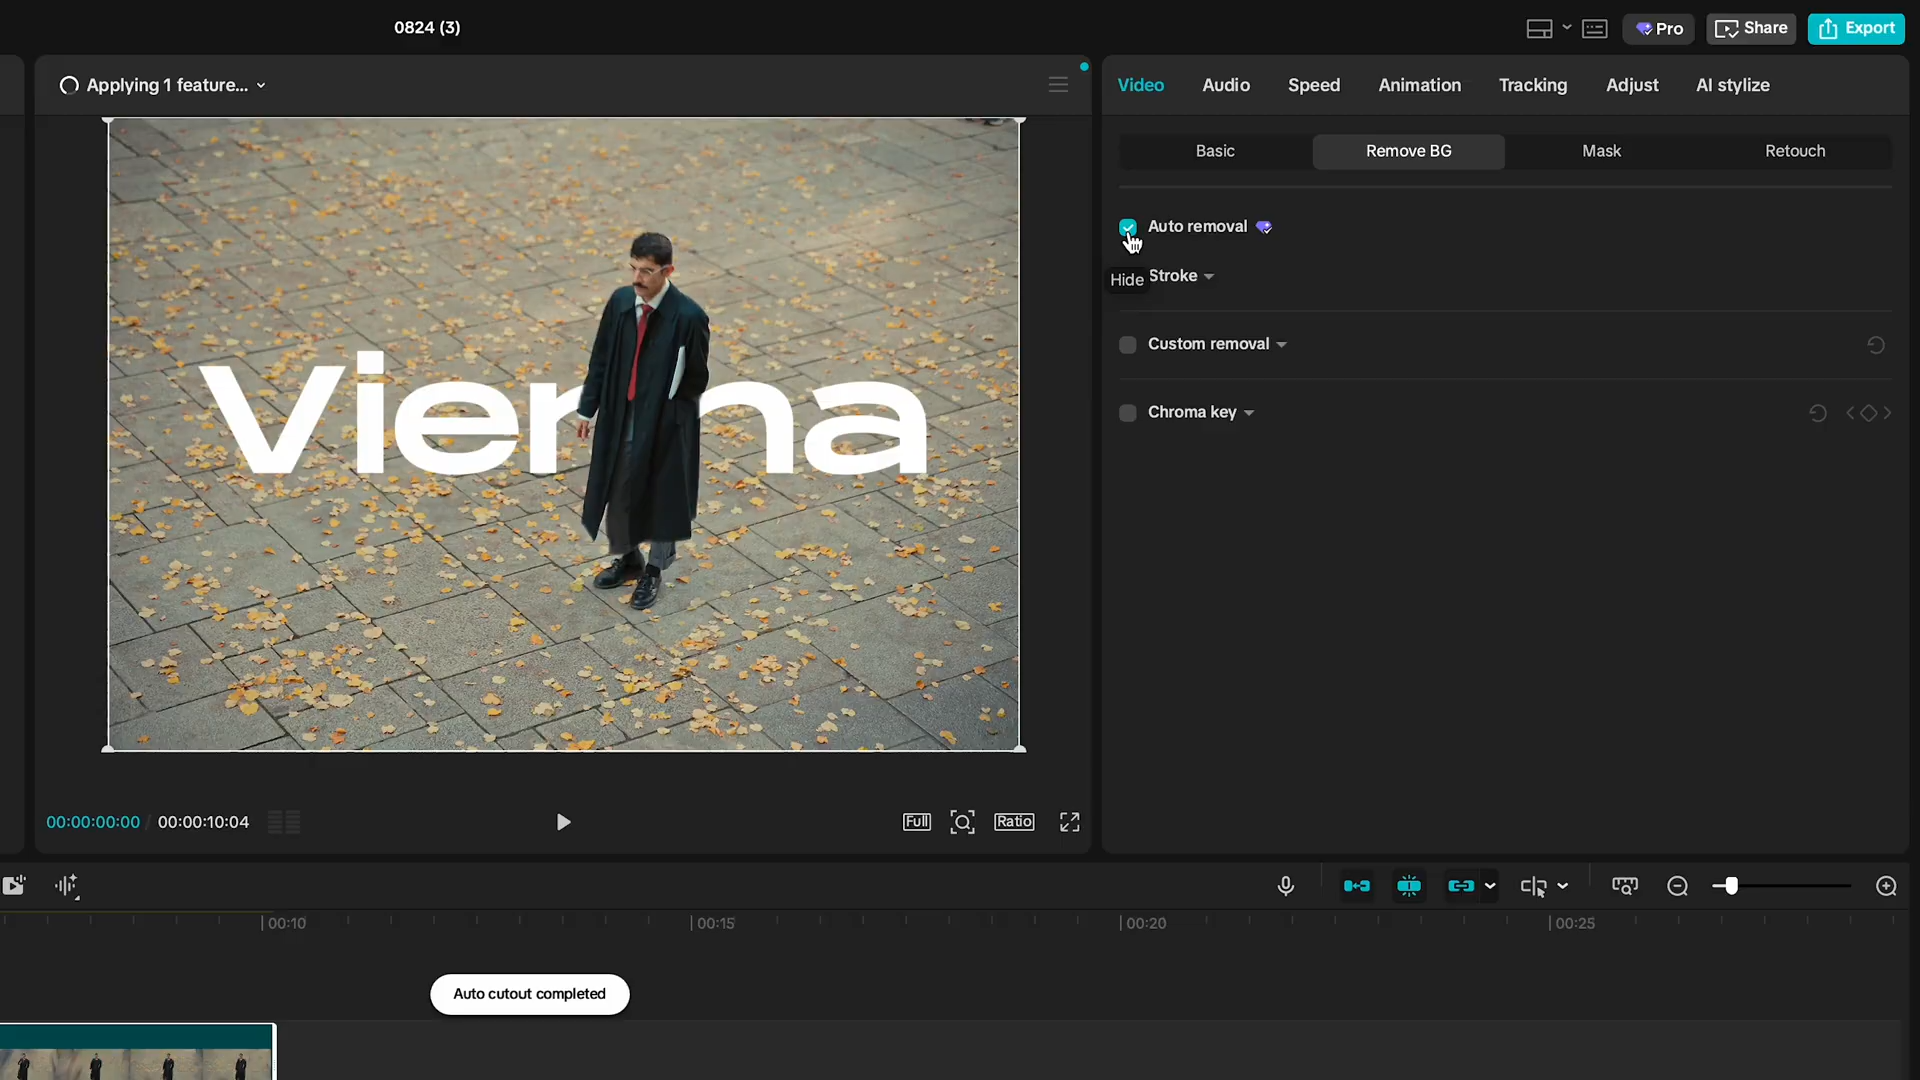 0824 (3)
Pro
Share
Export
Applying 1 feature...
Video
Audio
Speed
Animation
Tracking
Adjust
AI stylize
Basic
Remove BG
Mask
Retouch
Auto removal
Hide
Stroke
Custom removal
Chroma key
Vienna
00:00:00:00 / 00:00:10:04
Full
Ratio
00:10
00:15
00:20
00:25
Auto cutout completed